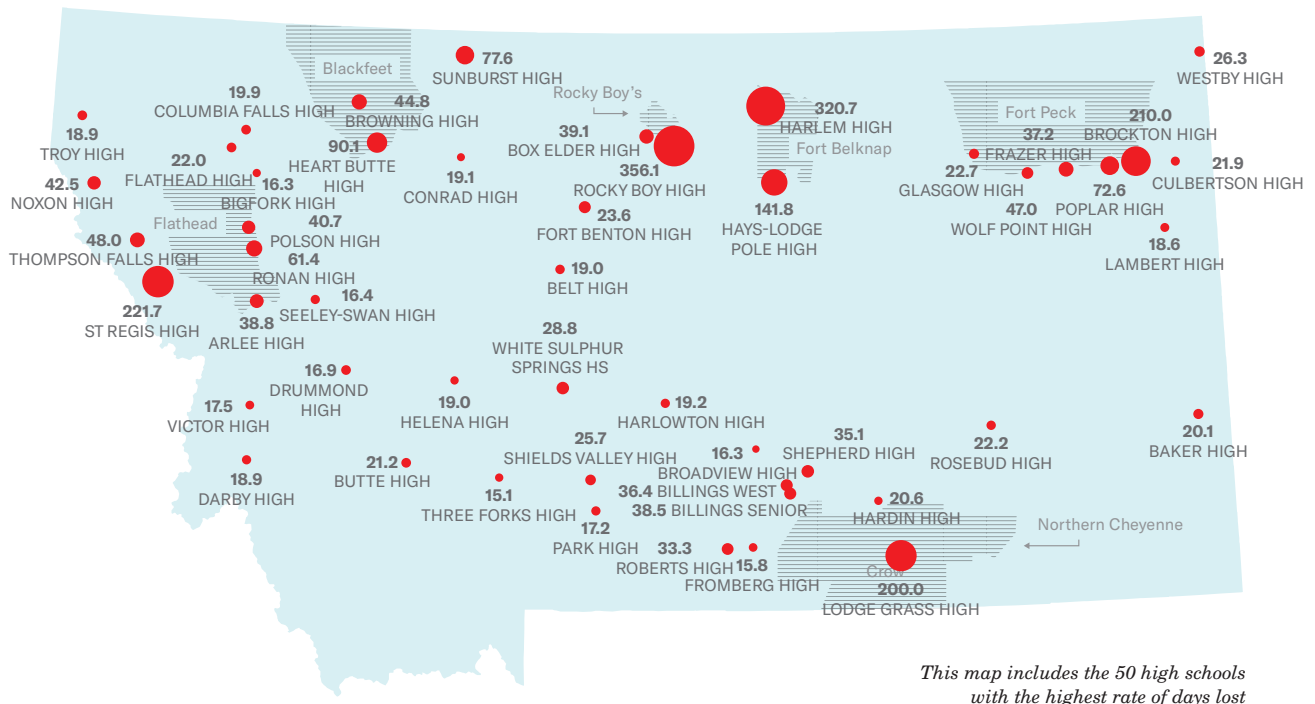 77.6
SUNBURST HIGH
26.3
WESTBY HIGH
Blackfeet
44.8
BROWNING HIGH
90.1
HEART BUTTE
HIGH
19.9
COLUMBIA FALLS HIGH
18.9
TROY HIGH
22.0
FLATHEAD HIGH
16.3
BIGFORK HIGH
42.5
NOXON HIGH
Flathead
40.7
POLSON HIGH
48.0
THOMPSON FALLS HIGH
61.4
RONAN HIGH
221.7
ST REGIS HIGH
38.8
ARLEE HIGH
16.4
SEELEY-SWAN HIGH
19.1
CONRAD HIGH
Rocky Boy's
39.1
BOX ELDER HIGH
356.1
ROCKY BOY HIGH
23.6
FORT BENTON HIGH
19.0
BELT HIGH
320.7
HARLEM HIGH
Fort Belknap
141.8
HAYS-LODGE
POLE HIGH
Fort Peck
210.0
BROCKTON HIGH
37.2
FRAZER HIGH
22.7
GLASGOW HIGH
47.0
WOLF POINT HIGH
72.6
POPLAR HIGH
21.9
CULBERTSON HIGH
18.6
LAMBERT HIGH
28.8
WHITE SULPHUR
SPRINGS HS
16.9
DRUMMOND
HIGH
17.5
VICTOR HIGH
18.9
DARBY HIGH
19.0
HELENA HIGH
21.2
BUTTE HIGH
15.1
THREE FORKS HIGH
25.7
SHIELDS VALLEY HIGH
17.2
PARK HIGH
19.2
HARLOWTON HIGH
16.3
BROADVIEW HIGH
35.1
SHEPHERD HIGH
36.4 BILLINGS WEST
38.5 BILLINGS SENIOR
33.3
ROBERTS HIGH
15.8
FROMBERG HIGH
20.6
HARDIN HIGH
22.2
ROSEBUD HIGH
20.1
BAKER HIGH
Northern Cheyenne
Crow
200.0
LODGE GRASS HIGH
This map includes the 50 high schools
with the highest rate of days lost